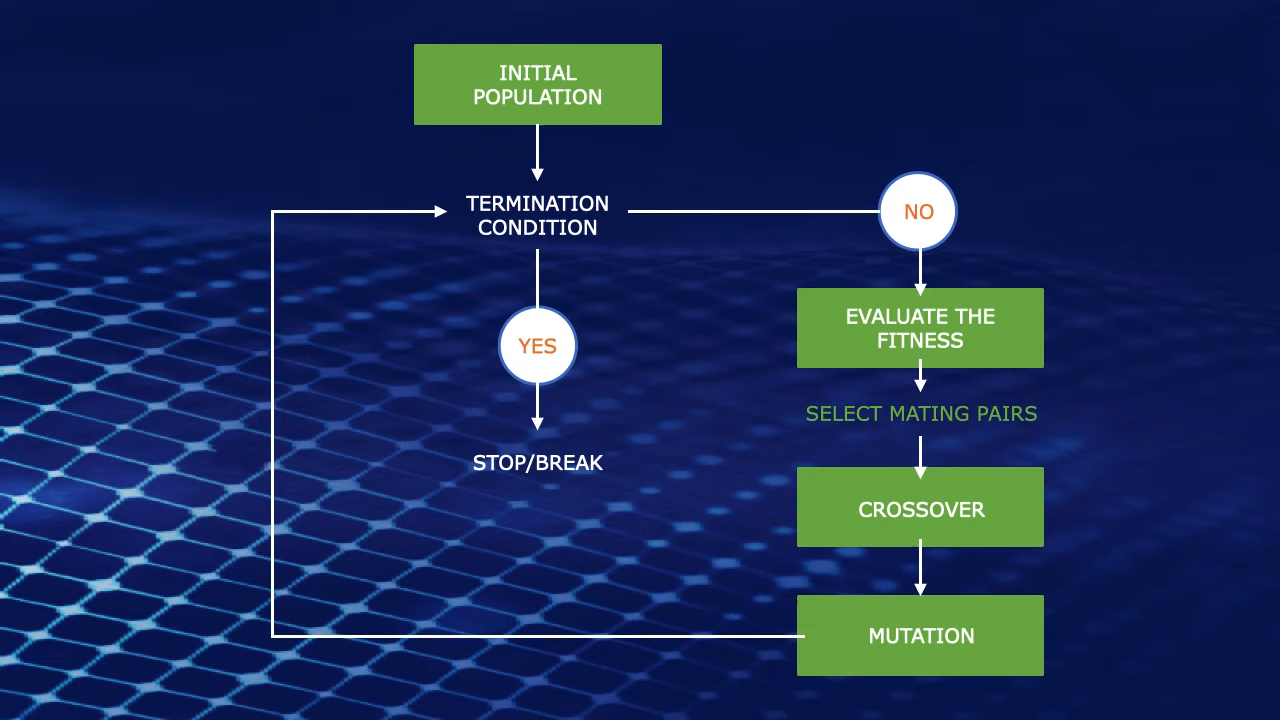 INITIAL
POPULATION
TERMINATION
CONDITION
NO
YES
STOP/BREAK
EVALUATE THE
FITNESS
SELECT MATING PAIRS
CROSSOVER
MUTATION